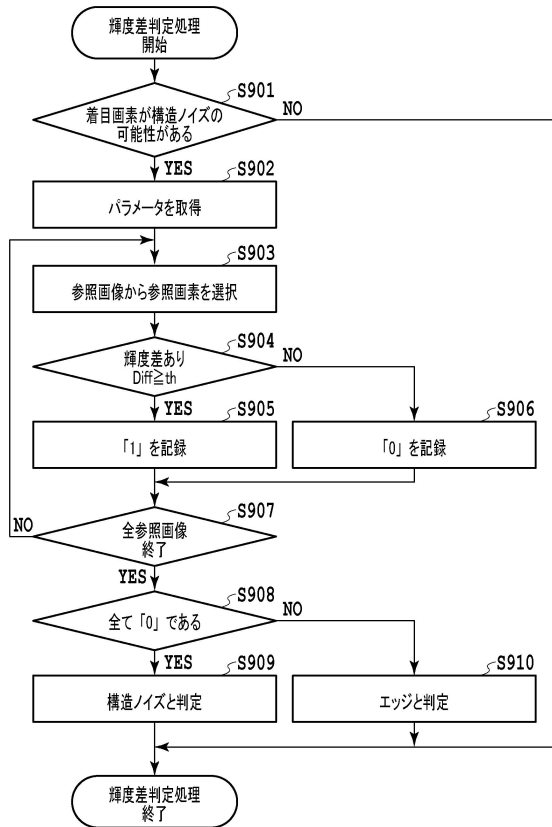 輝度差判定処理
開始
S901
着目画素が構造ノイズの
可能性がある
NO
YES
S902
パラメータを取得
S903
参照画像から参照画素を選択
S904
輝度差あり
Diff≧th
NO
YES
S905
「1」を記録
S906
「0」を記録
S907
全参照画像
終了
NO
YES
S908
全て「0」である
NO
YES
S909
構造ノイズと判定
S910
エッジと判定
輝度差判定処理
終了